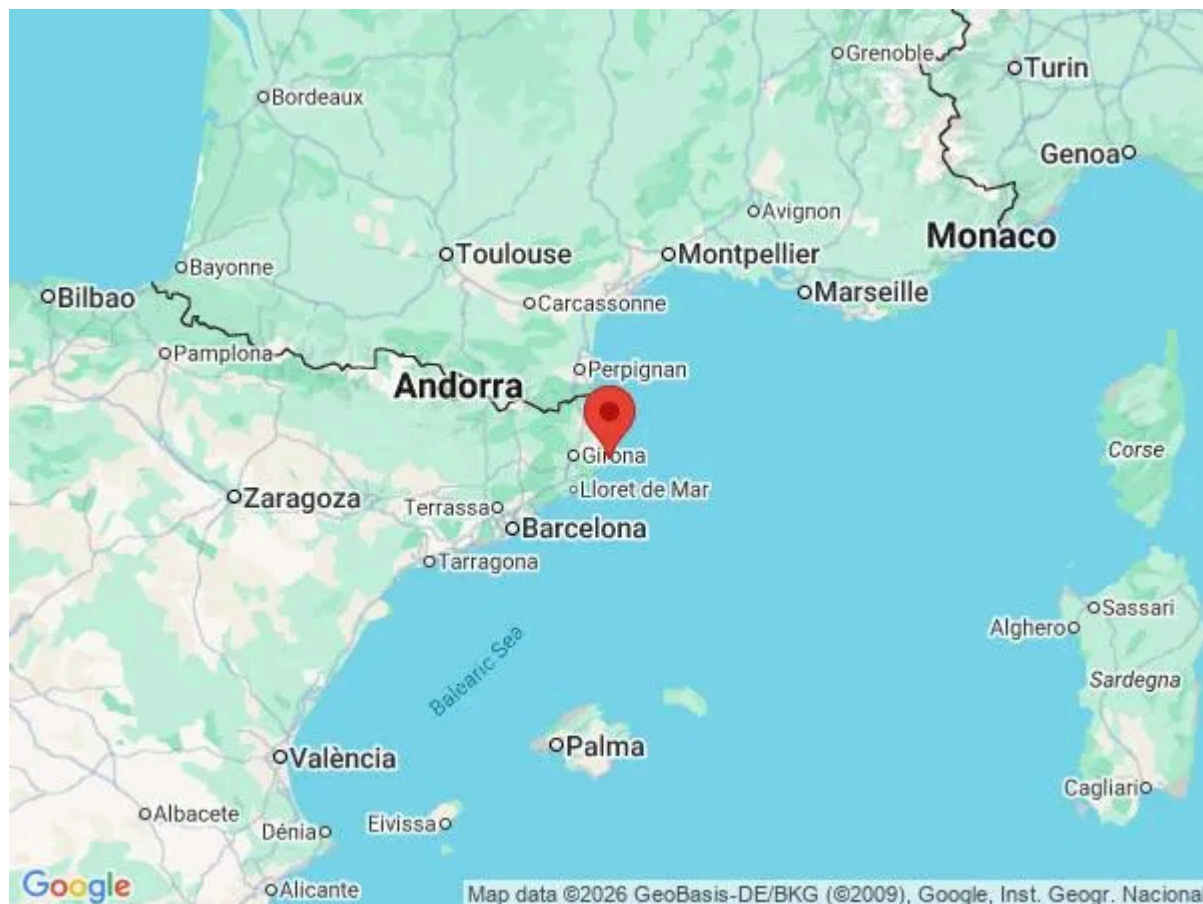 Grenoble
Turin
Bordeaux
Genoa
Avignon
Monaco
Toulouse
Montpellier
Bayonne
Bilbao
Marseille
Carcassonne
Pamplona
Perpignan
Andorra
Corse
Girona
Lloret de Mar
Zaragoza
Terrassa
Barcelona
Tarragona
Sassari
Alghero
Balearic Sea
Sardegna
Palma
València
Cagliari
Albacete
Eivissa
Dénia
Google
Alicante
Map data ©2026 GeoBasis-DE/BKG (©2009), Google, Inst. Geogr. Nacional